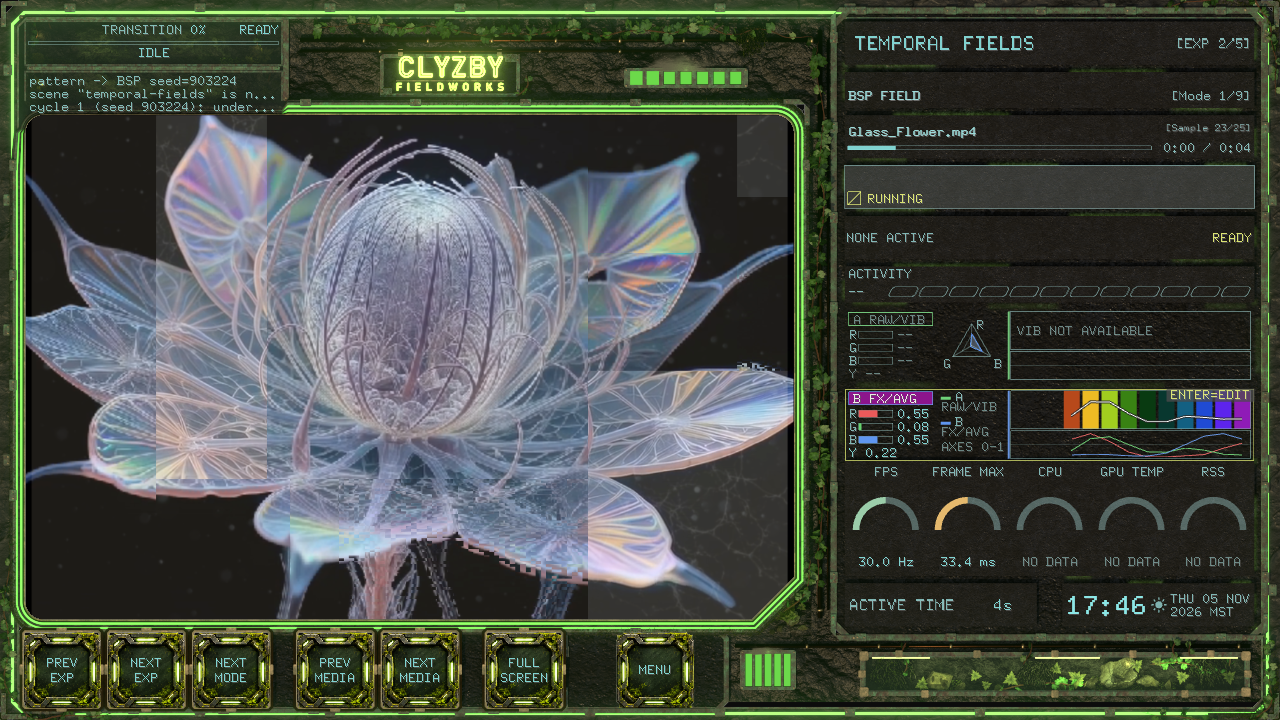 TRANSITION 0% READY
IDLE
pattern -> BSP seed=903224
scene "temporal-fields" is n...
cycle 1 (seed 903224): under...
CLYZBY
FIELDWORKS
TEMPORAL FIELDS [EXP 2/5]
BSP FIELD [Mode 1/9]
Glass_Flower.mp4 [Sample 23/25]
0:00 / 0:04
RUNNING
NONE ACTIVE READY
ACTIVITY
--
A RAW/VIB
R --
G --
B --
Y --
R
G B
VIB NOT AVAILABLE
B FX/AVG
R 0.55
G 0.08
B 0.55
Y 0.22
A
RAW/VIB
B
FX/AVG
AXES 0-1
ENTER=EDIT
FPS FRAME MAX CPU GPU TEMP RSS
30.0 Hz 33.4 ms NO DATA NO DATA NO DATA
ACTIVE TIME 4s
17:46 THU 05 NOV
2026 MST
PREV
EXP
NEXT
EXP
NEXT
MODE
PREV
MEDIA
NEXT
MEDIA
FULL
SCREEN
MENU